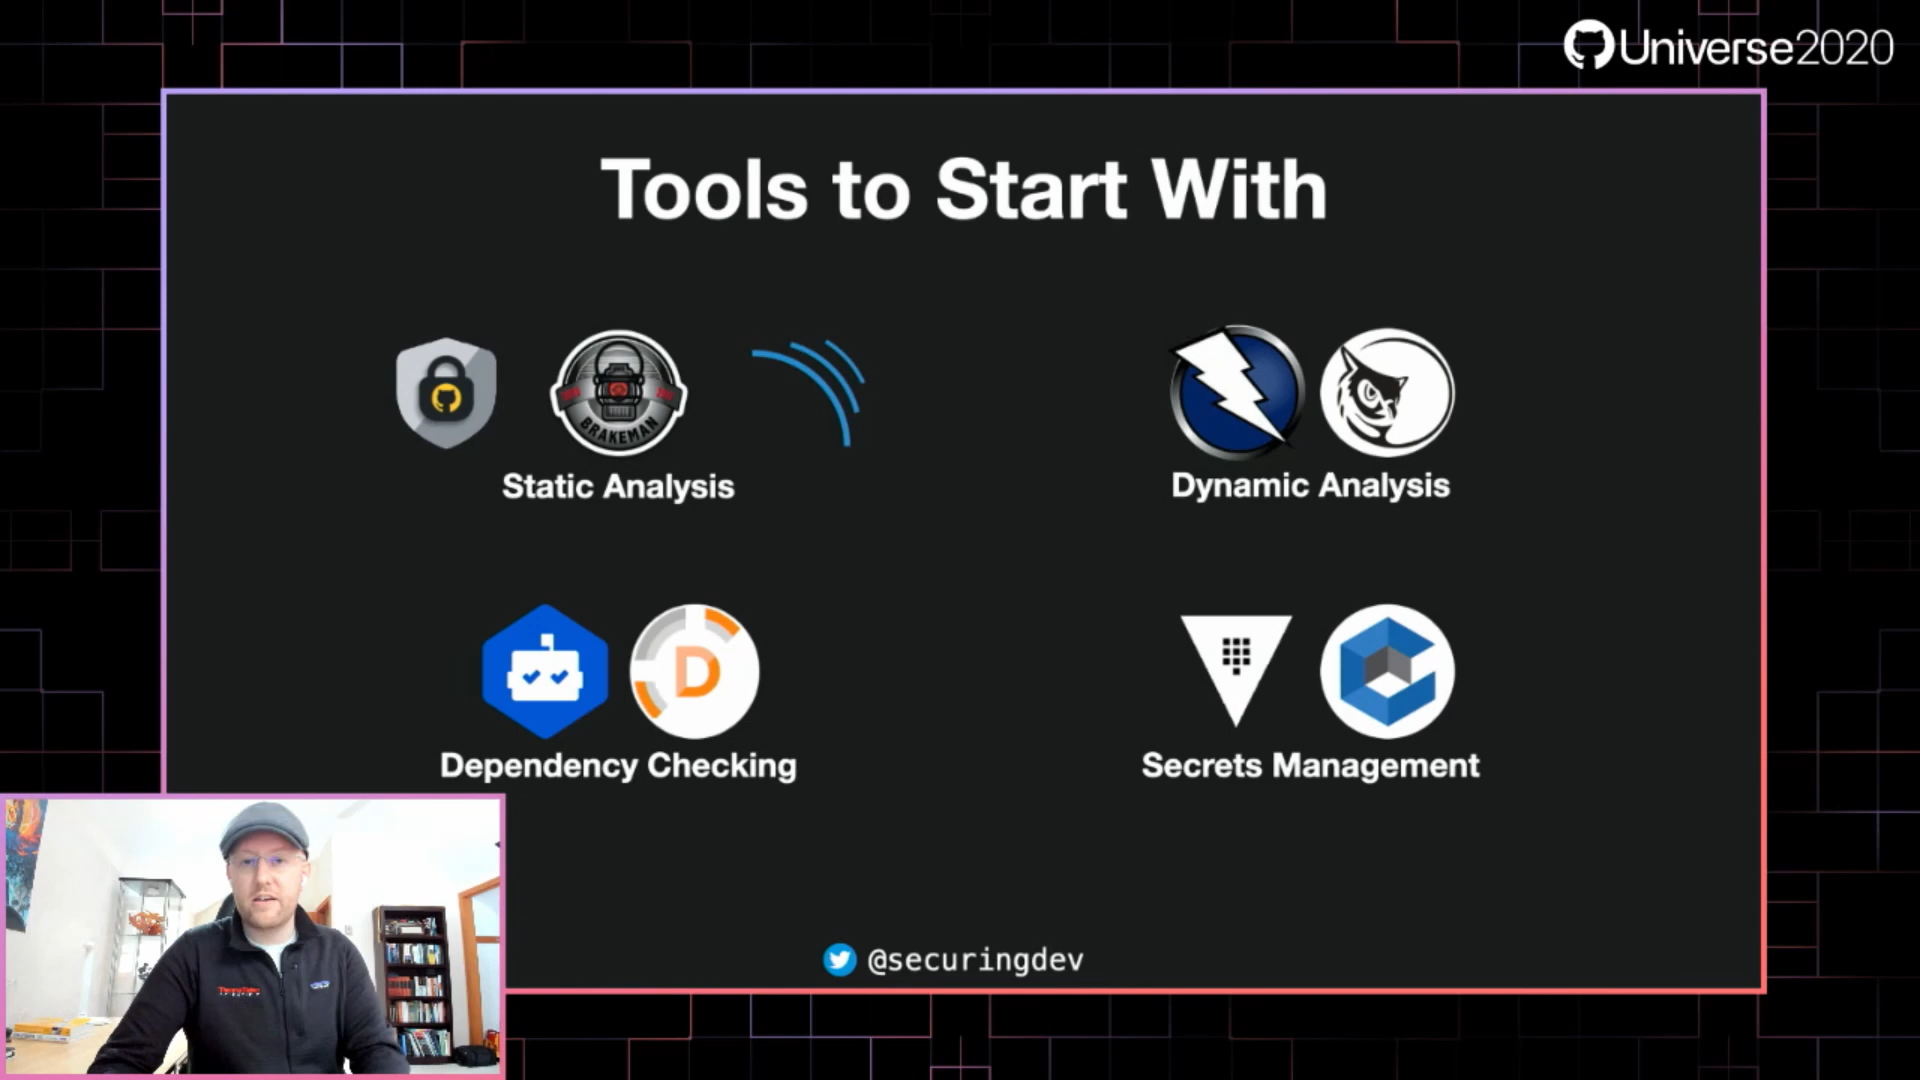 Universe2020
Tools to Start With
BRAKEMAN
Static Analysis
Dynamic Analysis
D
Dependency Checking
Secrets Management
@securingdev